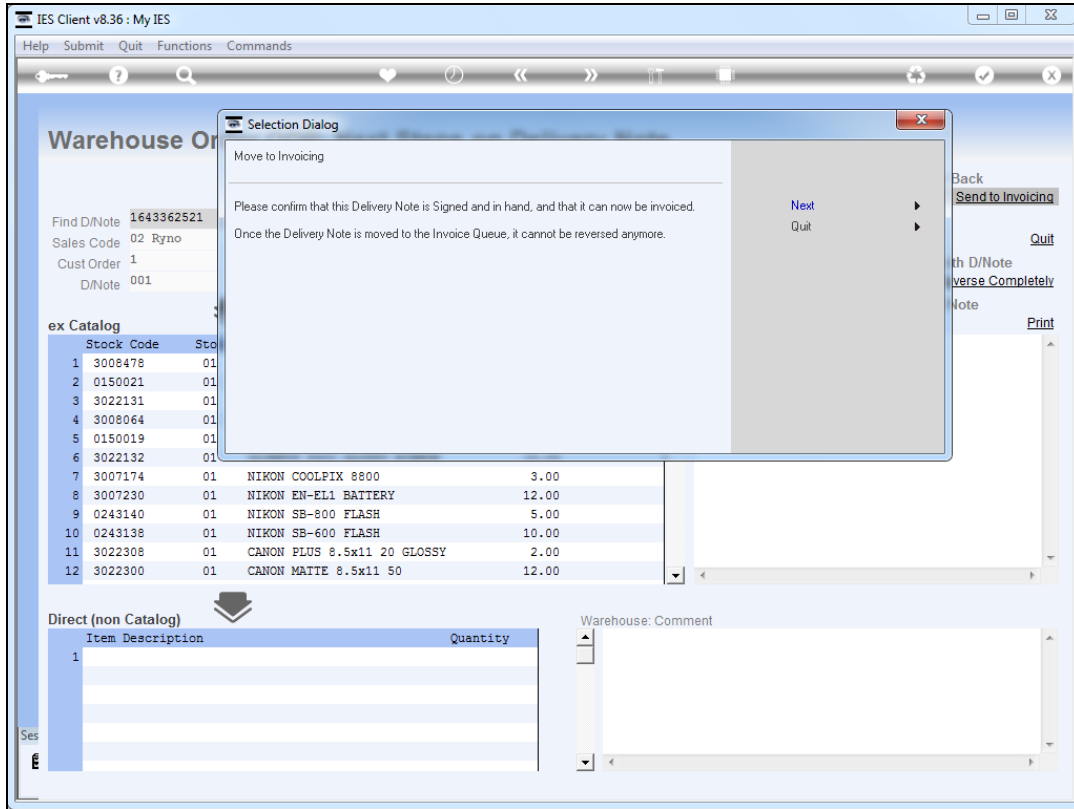 IES Client v8.36 : My IES
Help Submit Quit Functions Commands
Selection Dialog
Warehouse
Move to Invoicing
Please confirm that this Delivery Note is Signed and in hand, and that it can now be invoiced.
Once the Delivery Note is moved to the Invoice Queue, it cannot be reversed anymore.
Next
Quit
Back
Send to Invoicing
Quit
D/Note
verse Completely
Print
Find D/Note 1643362521
Sales Code 02 Ryno
Cust Order 1
D/Note 001
ex Catalog
Stock Code Sto
1 3008478 01
2 0150021 01
3 3022131 01
4 3008064 01
5 0150019 01
6 3022132 01
7 3007174 01 NIKON COOLPIX 8800 3.00
8 3007230 01 NIKON EN-EL1 BATTERY 12.00
9 0243140 01 NIKON SB-800 FLASH 5.00
10 0243138 01 NIKON SB-600 FLASH 10.00
11 3022308 01 CANON PLUS 8.5x11 20 GLOSSY 2.00
12 3022300 01 CANON MATTE 8.5x11 50 12.00
Direct (non Catalog)
Item Description Quantity
1
Warehouse: Comment
Ses